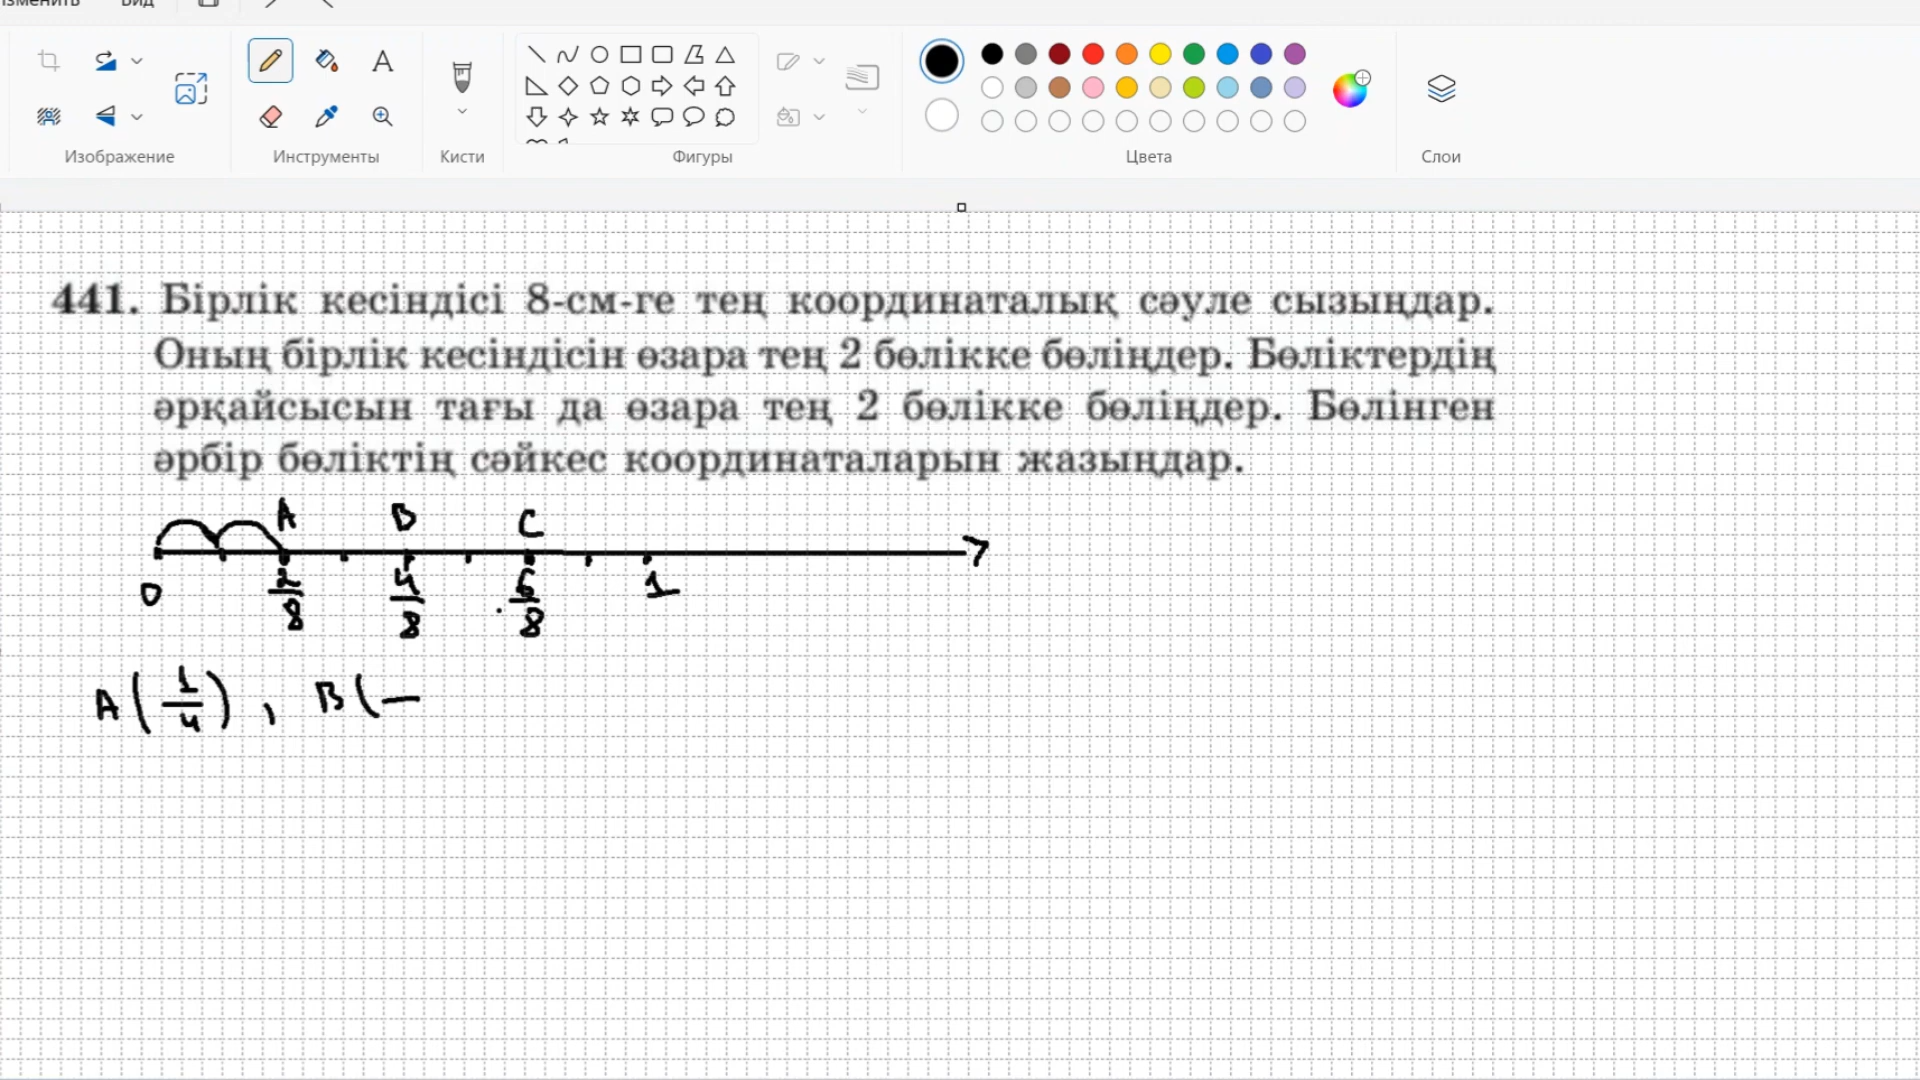 Вид
Изображение
Инструменты
Кисти
Фигуры
Цвета
Слои
441. Бірлік кесіндісі 8-см-ге тең координаталық сәуле сызыңдар.
Оның бірлік кесіндісін өзара тең 2 бөлікке бөліңдер. Бөліктердің
әрқайсысын тағы да өзара тең 2 бөлікке бөліңдер. Бөлінген
әрбір бөліктің сәйкес координаталарын жазыңдар.
A B C
0 2/8 4/8 6/8 1
A(1/4), B(—